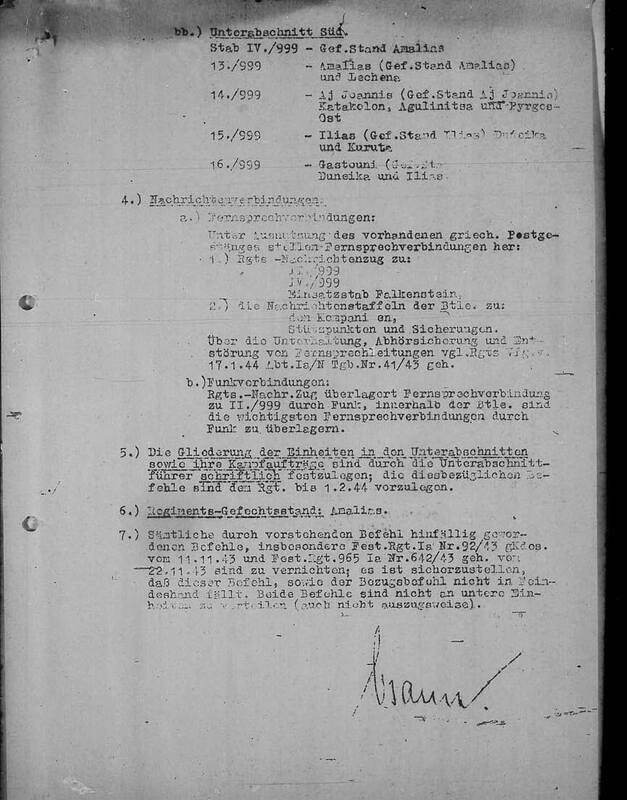 bb.) Unterabschnitt Süd.
Stab IV./999 - Gef.Stand Amalias
13./999 - Amalias (Gef.Stand Amalias)
und Lechena
14./999 - Aj Joannis (Gef.Stand Aj Joannis)
Katakolon, Agulinitsa und Pyrgos-
Ost
15./999 - Ilias (Gef.Stand Ilias) Duneika
und Kuruta
16./999 - Gastouni
Duneika und Ilias.
4.) Nachrichtenverbindungen.
a.) Fernsprechverbindungen:
Unter Ausnutzung des vorhandenen griech. Postge-
stänges stellen Fernsprechverbindungen her:
1.) Rgts -Nachrichtenzug zu:
II./999
IV./999
Einsatzstab Falkenstein,
2.) die Nachrichtenstaffeln der Btle. zu:
den Kompani en,
Stützpunkten und Sicherungen.
Über die Unterhaltung, Abhörsicherung und Ent-
störung von Fernsprechleitungen vgl.Rgts Vfg.v.
17.1.44 Abt.Ia/N Tgb.Nr.41/43 geh.
b.)Funkverbindungen:
Rgts.-Nachr.Zug überlagert Fernsprechverbindung
zu II./999 durch Funk, innerhalb der Btle. sind
die wichtigsten Fernsprechverbindungen durch
Funk zu überlagern.
5.) Die Gliederung der Einheiten in den Unterabschnitten
sowie ihre Kampfaufträge sind durch die Unterabschnitt-
führer schriftlich festzulegen; die diesbezüglichen Be-
fehle sind dem Rgt. bis 1.2.44 vorzulegen.
6.) Regiments-Gefechtsstand: Amalias.
7.) Sämtliche durch vorstehenden Befehl hinfällig gewor-
denen Befehle, insbesondere Fest.Rgt.Ia Nr.92/43 gKdos.
vom 11.11.43 und Fest.Rgt.965 Ia Nr.642/43 geh. vom
22.11.43 sind zu vernichten; es ist sicherzustellen,
daß dieser Befehl, sowie der Bezugsbefehl nicht in Fein-
deshand fällt. Beide Befehle sind nicht an untere Ein-
heiten zu verteilen (auch nicht auszugsweise).